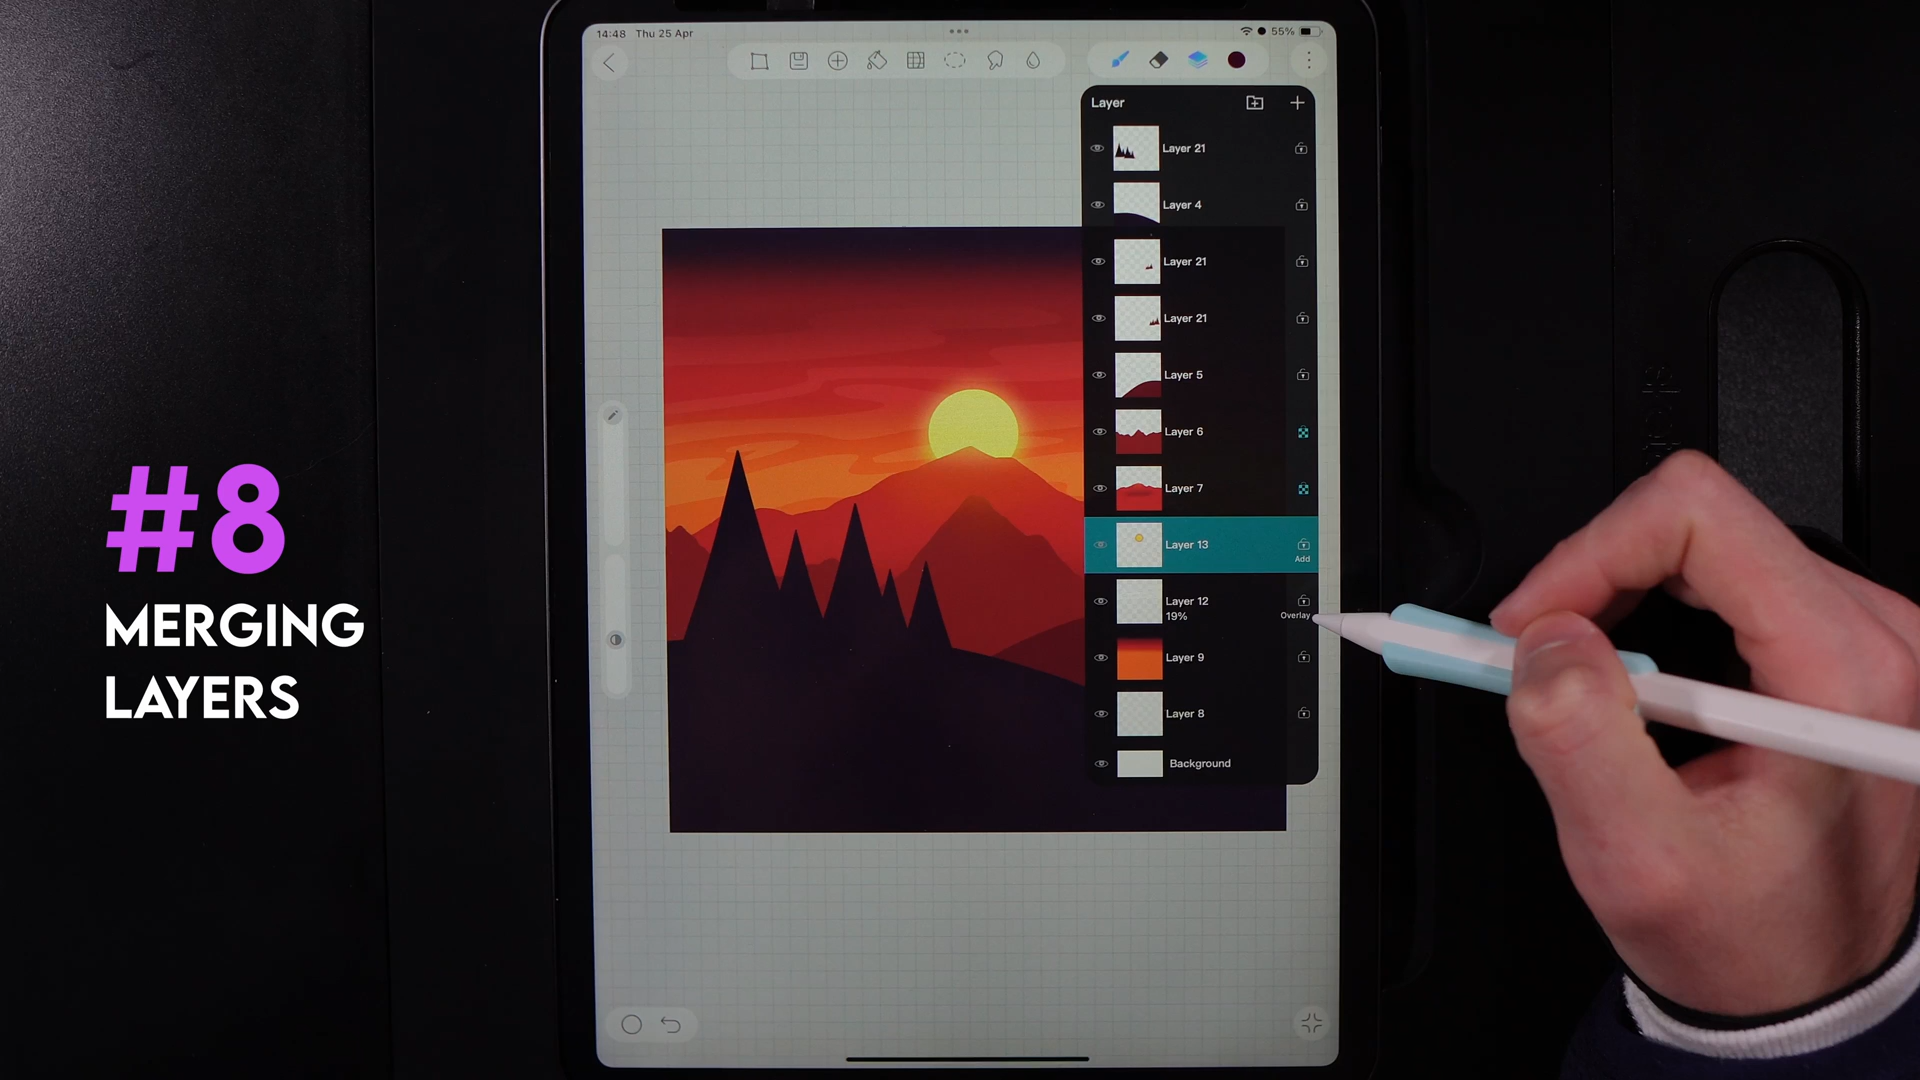 14:48 Thu 25 Apr
55%
Layer
Layer 21
Layer 4
Layer 21
Layer 21
Layer 5
Layer 6
Layer 7
Layer 13
Add
Layer 12
19%
Overlay
Layer 9
Layer 8
Background
#8
MERGING
LAYERS